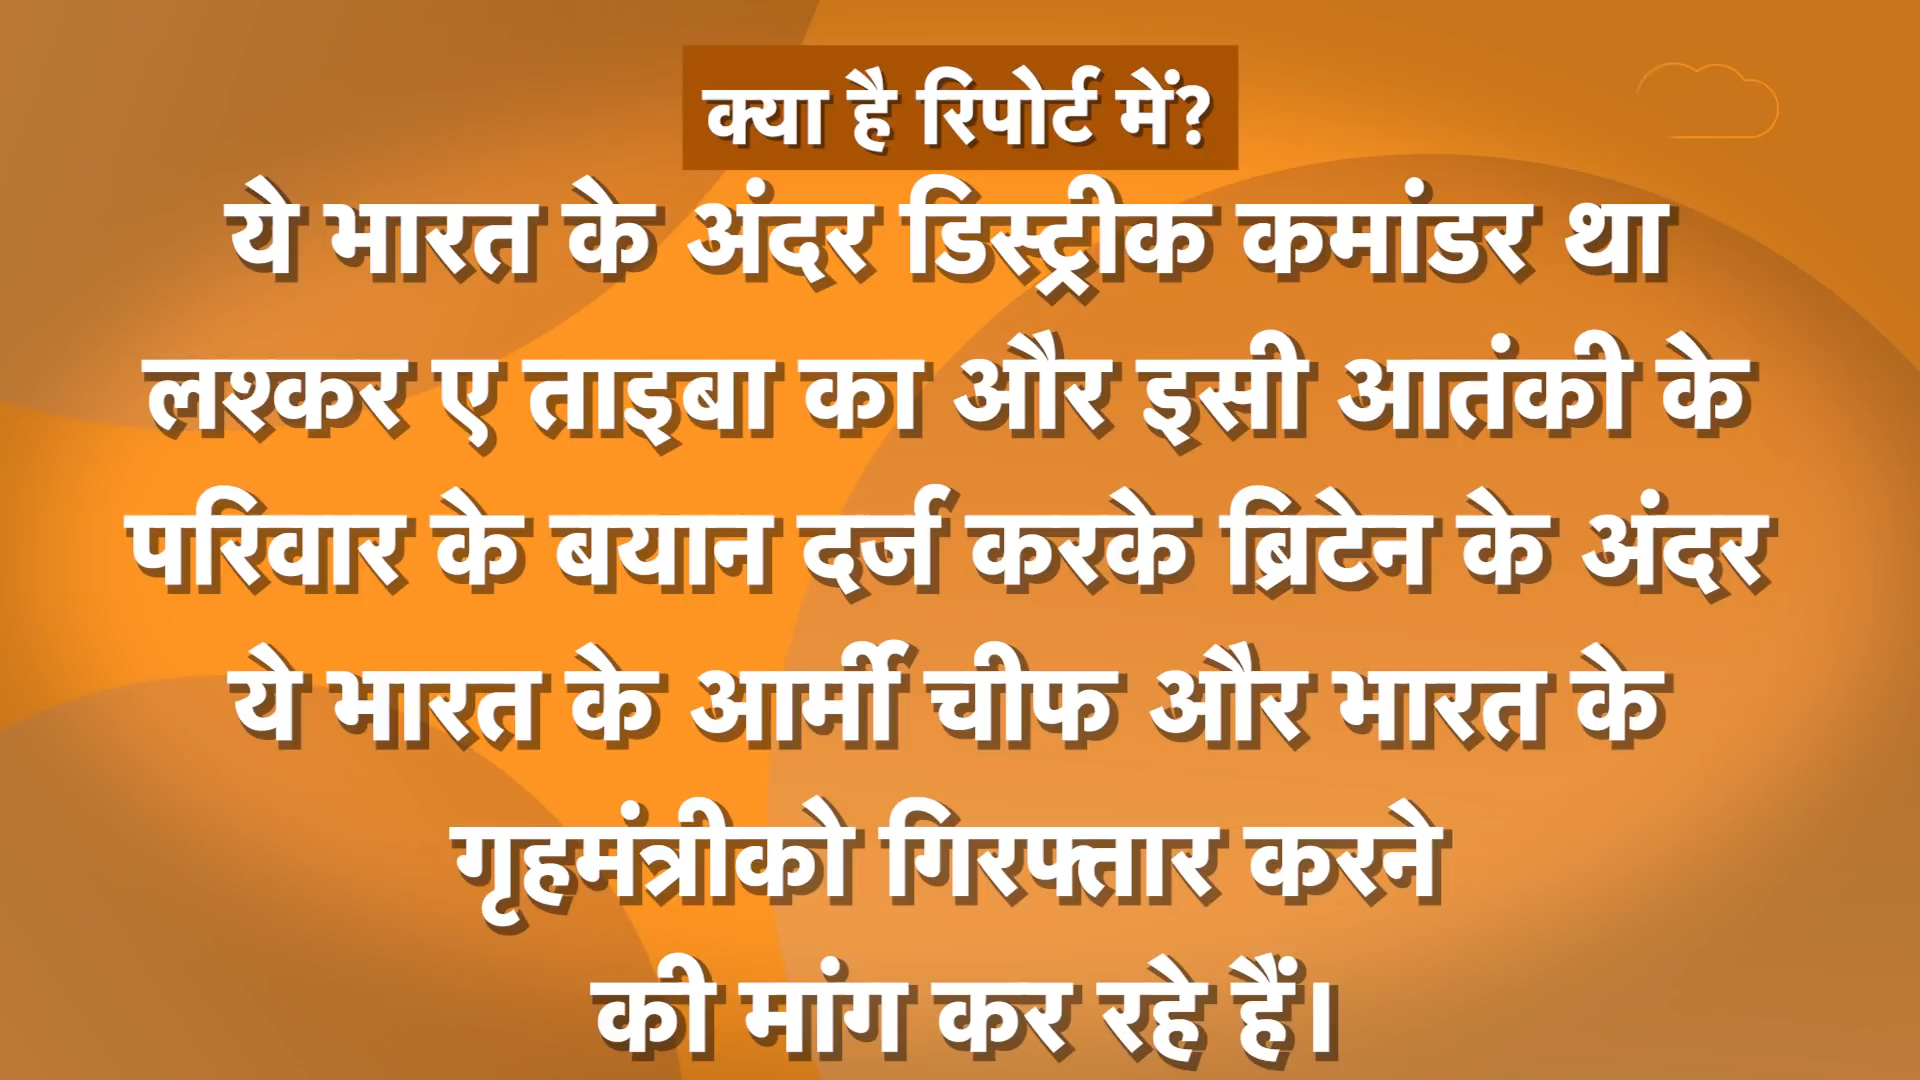 क्या है रिपोर्ट में?
ये भारत के अंदर डिस्ट्रीक कमांडर था
लश्कर ए ताइबा का और इसी आतंकी के
परिवार के बयान दर्ज करके ब्रिटेन के अंदर
ये भारत के आर्मी चीफ और भारत के
गृहमंत्रीको गिरफ्तार करने
की मांग कर रहे हैं।